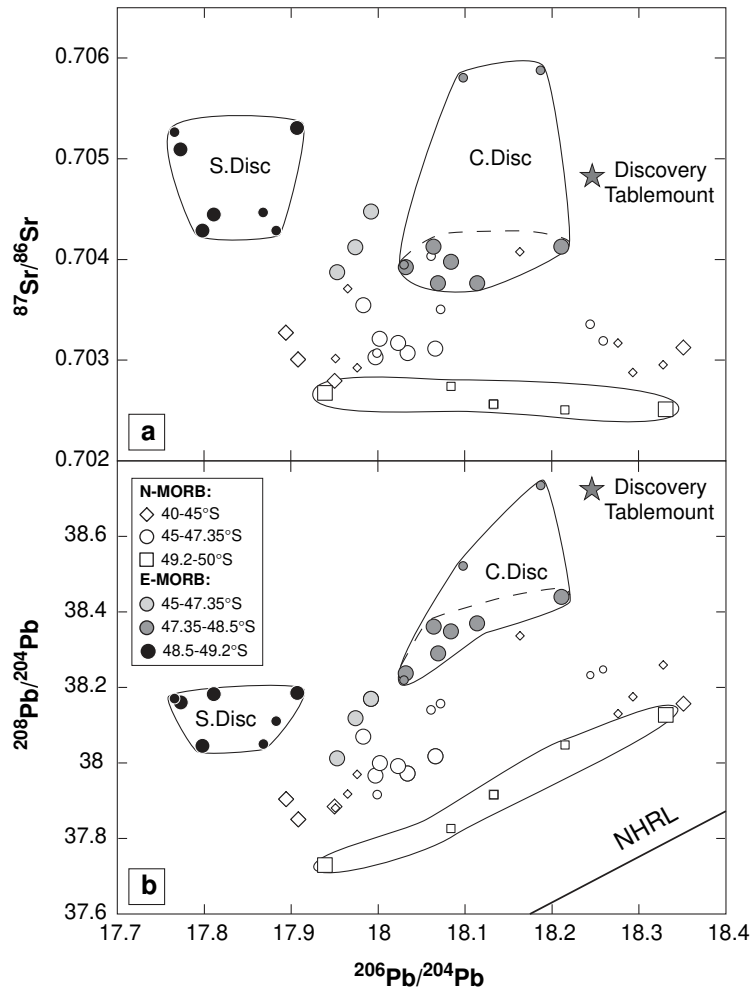 0.706
0.705
0.704
0.703
0.702
⁸⁷Sr/⁸⁶Sr
S.Disc
C.Disc
Discovery
Tablemount
a
38.6
38.4
38.2
38
37.8
37.6
²⁰⁸Pb/²⁰⁴Pb
N-MORB:
40-45°S
45-47.35°S
49.2-50°S
E-MORB:
45-47.35°S
47.35-48.5°S
48.5-49.2°S
Discovery
Tablemount
C.Disc
S.Disc
NHRL
b
17.7 17.8 17.9 18 18.1 18.2 18.3 18.4
²⁰⁶Pb/²⁰⁴Pb